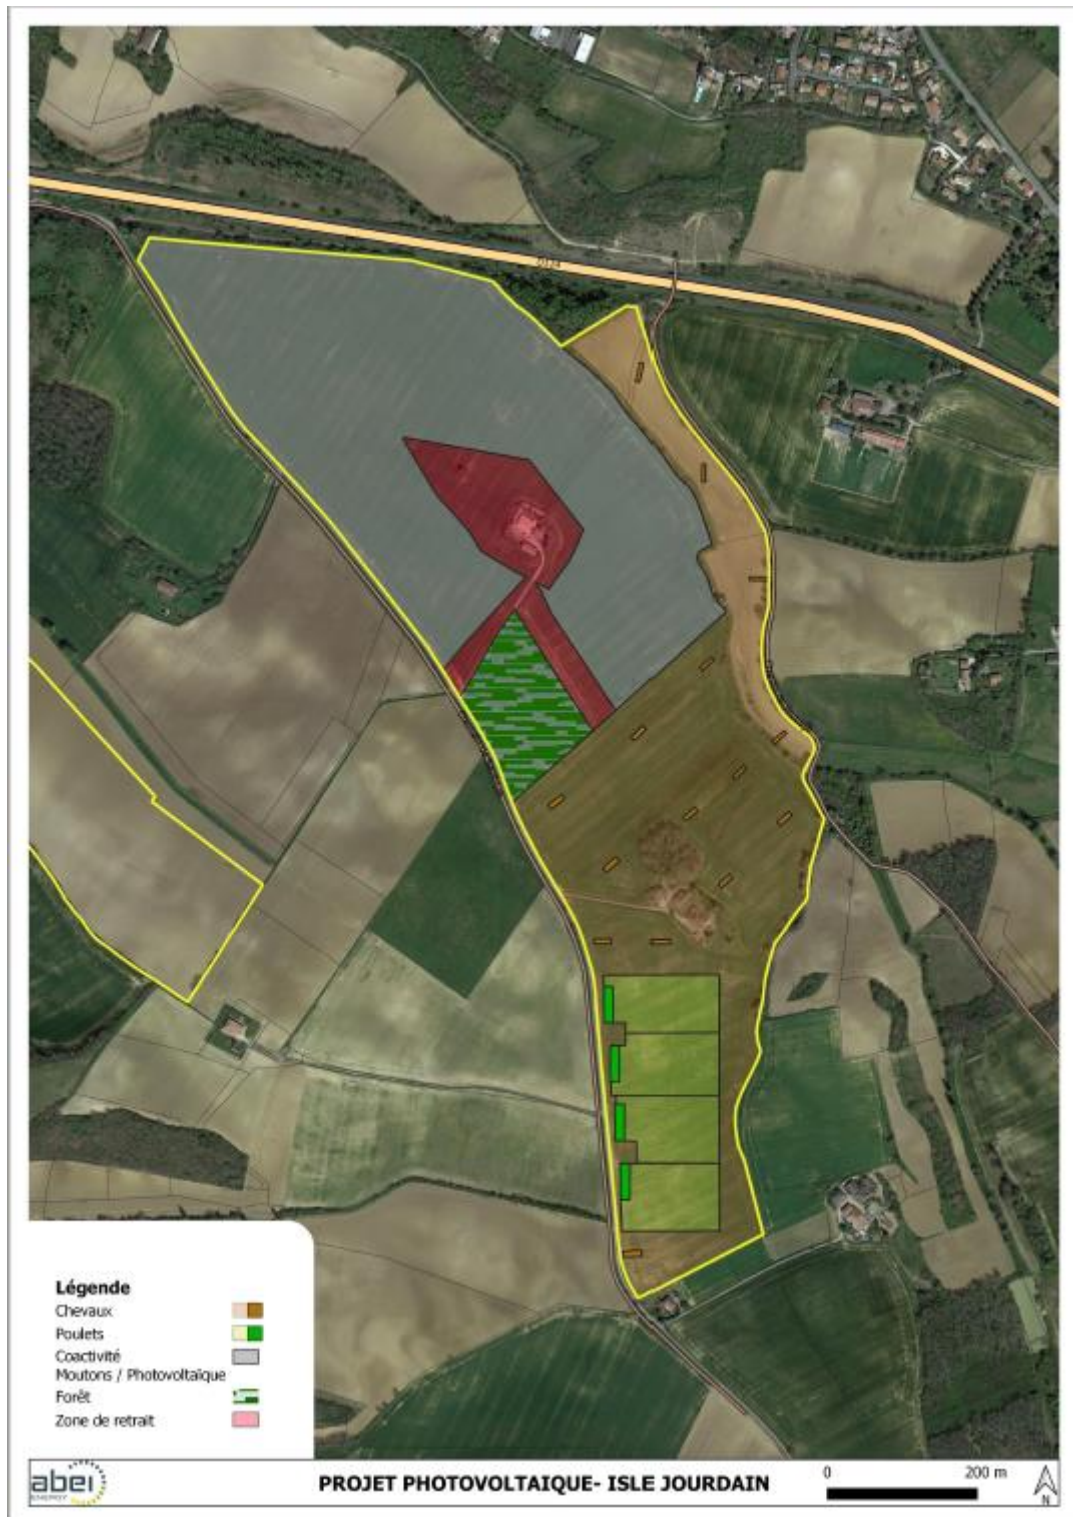 Légende
Chevaux
Poulets
Coactivité
Moutons / Photovoltaïque
Forêt
Zone de retrait
abei
ENERGY
PROJET PHOTOVOLTAIQUE- ISLE JOURDAIN
0 200 m
N